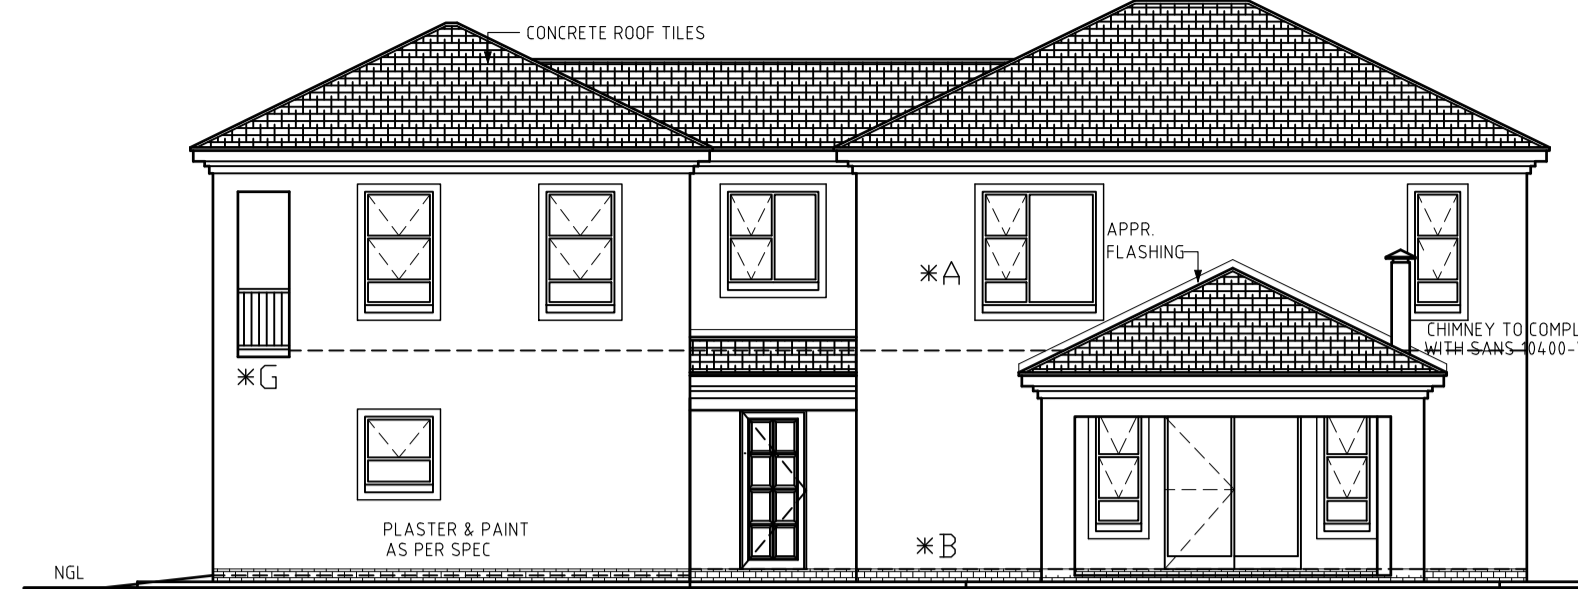 CONCRETE ROOF TILES
APPR.
FLASHING
*A
CHIMNEY TO COMPL
WITH SANS 10400-
*G
PLASTER & PAINT
AS PER SPEC
*B
NGL